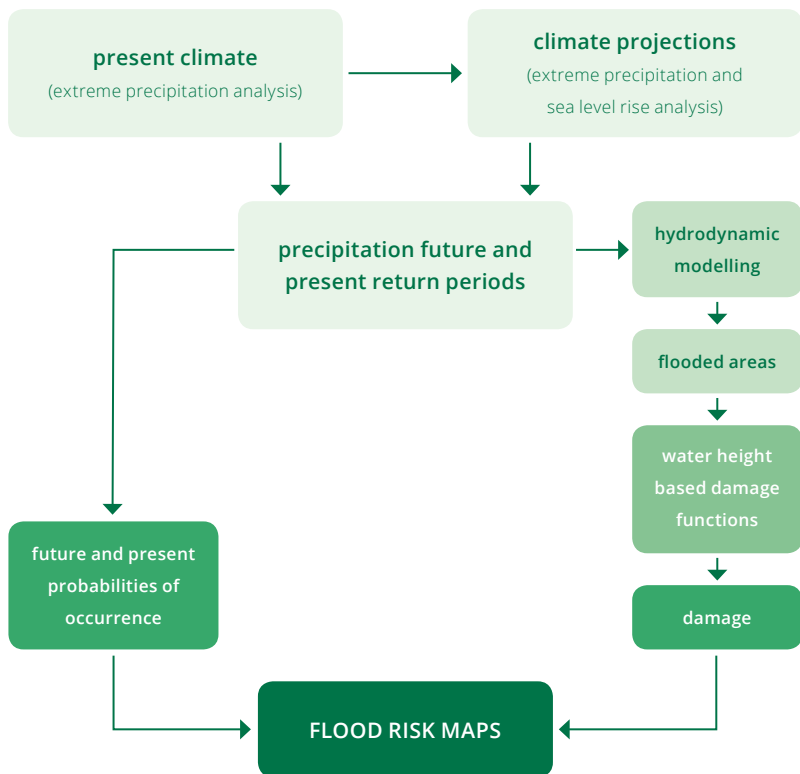 present climate
(extreme precipitation analysis)
climate projections
(extreme precipitation and
sea level rise analysis)
precipitation future and
present return periods
hydrodynamic
modelling
flooded areas
water height
based damage
functions
future and present
probabilities of
occurrence
damage
FLOOD RISK MAPS